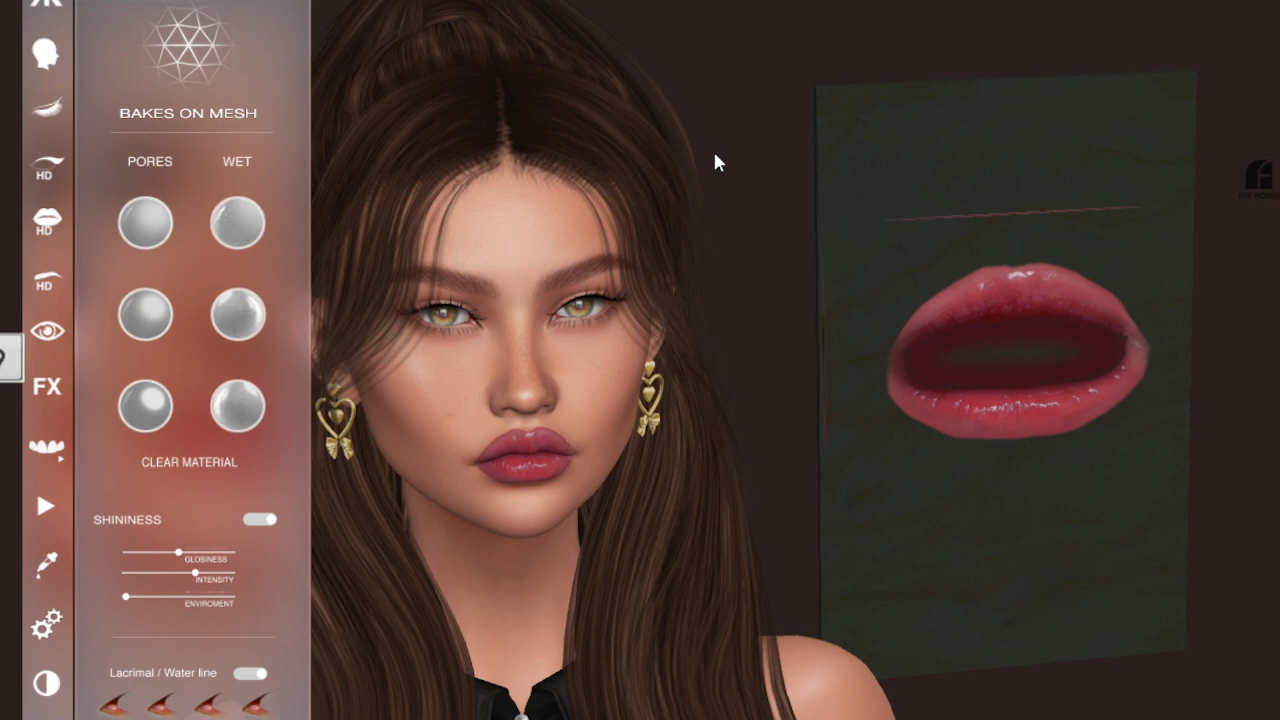 BAKES ON MESH
PORES WET
HD
HD
HD
FX
CLEAR MATERIAL
SHININESS
GLOSINESS
INTENSITY
ENVIROMENT
Lacrimal / Water line